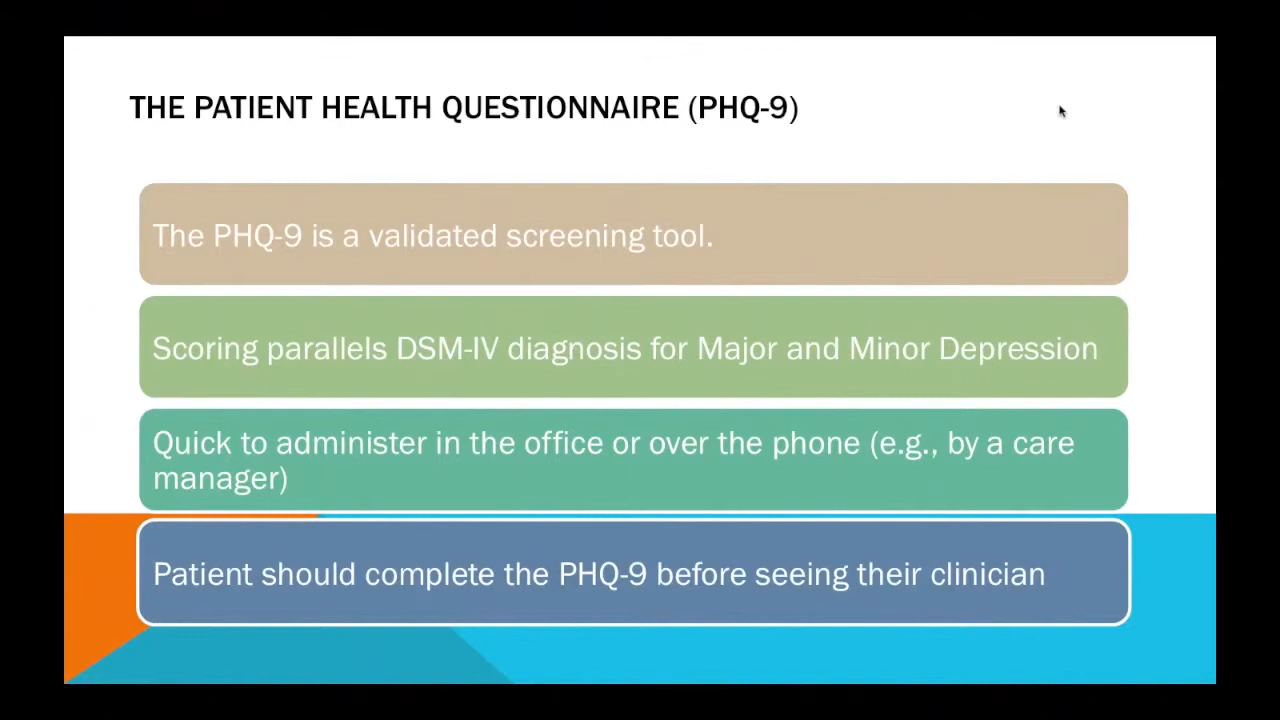 THE PATIENT HEALTH QUESTIONNAIRE (PHQ-9)
The PHQ-9 is a validated screening tool.
Scoring parallels DSM-IV diagnosis for Major and Minor Depression
Quick to administer in the office or over the phone (e.g., by a care
manager)
Patient should complete the PHQ-9 before seeing their clinician